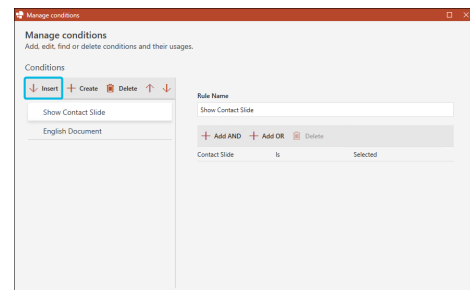 Manage conditions
Manage conditions
Add, edit, find or delete conditions and their usages.
Conditions
Insert Create Delete
Show Contact Slide
English Document
Rule Name
Show Contact Slide
Add AND Add OR Delete
Contact Slide Is Selected